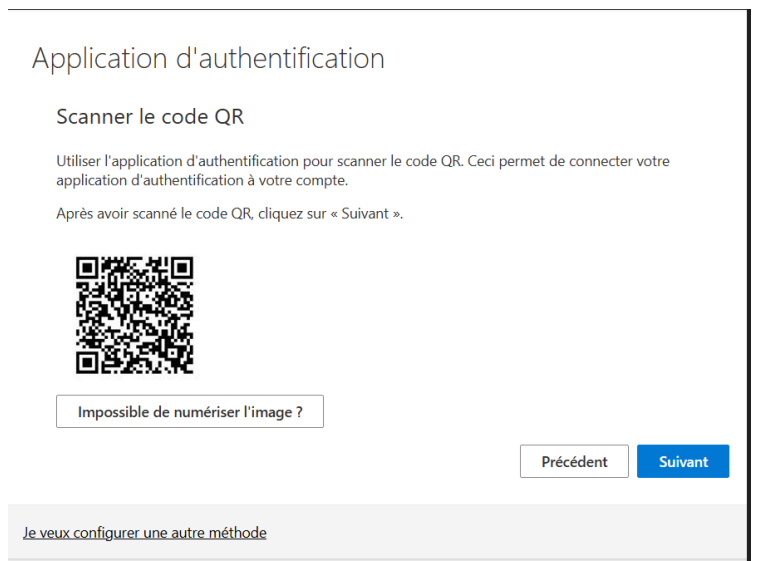 Application d'authentification
Scanner le code QR
Utiliser l'application d'authentification pour scanner le code QR. Ceci permet de connecter votre
application d'authentification à votre compte.
Après avoir scanné le code QR, cliquez sur « Suivant ».
Impossible de numériser l'image ?
Précédent
Suivant
Je veux configurer une autre méthode